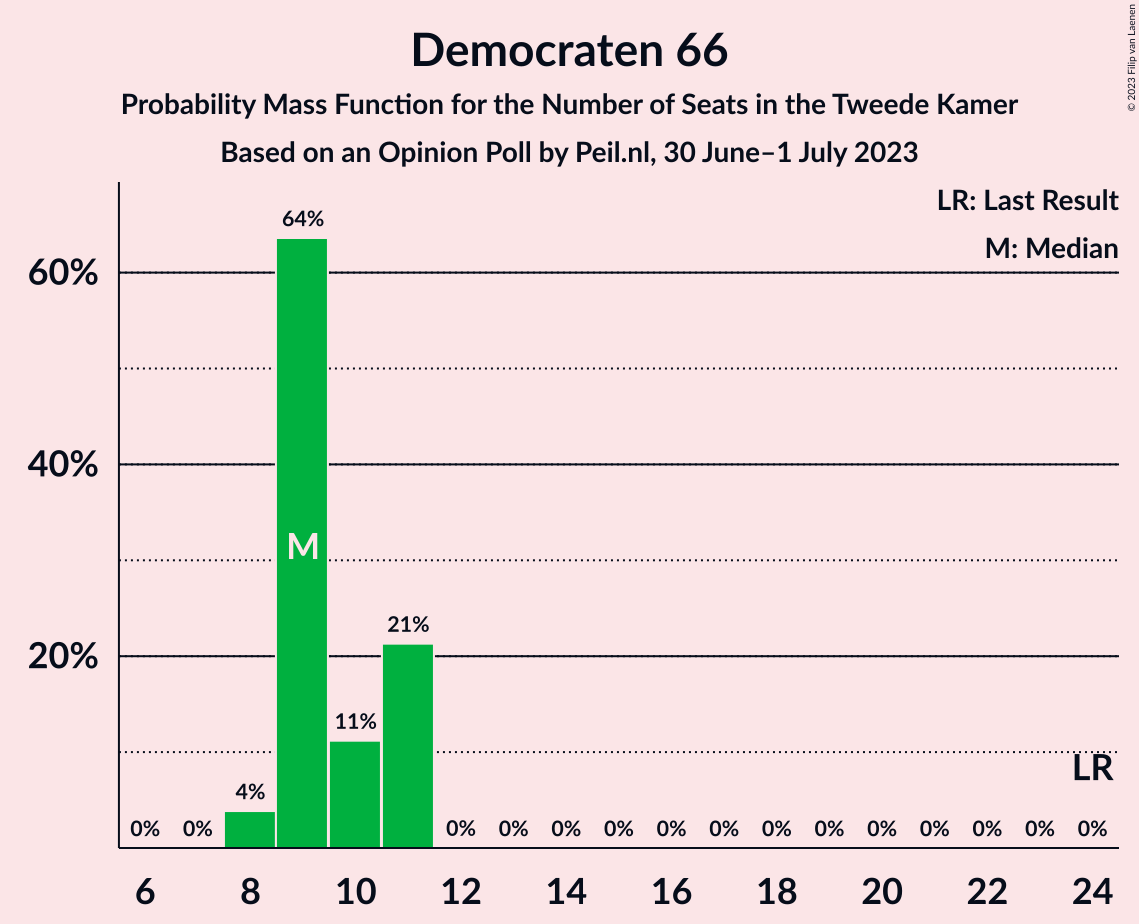 Democraten 66
Probability Mass Function for the Number of Seats in the Tweede Kamer
Based on an Opinion Poll by Peil.nl, 30 June–1 July 2023
© 2023 Filip van Laenen
LR: Last Result
M: Median
60%
40%
20%
0% 0% 4% 64% 11% 21% 0% 0% 0% 0% 0% 0% 0% 0% 0% 0% 0% 0% 0%
M
LR
6 8 10 12 14 16 18 20 22 24